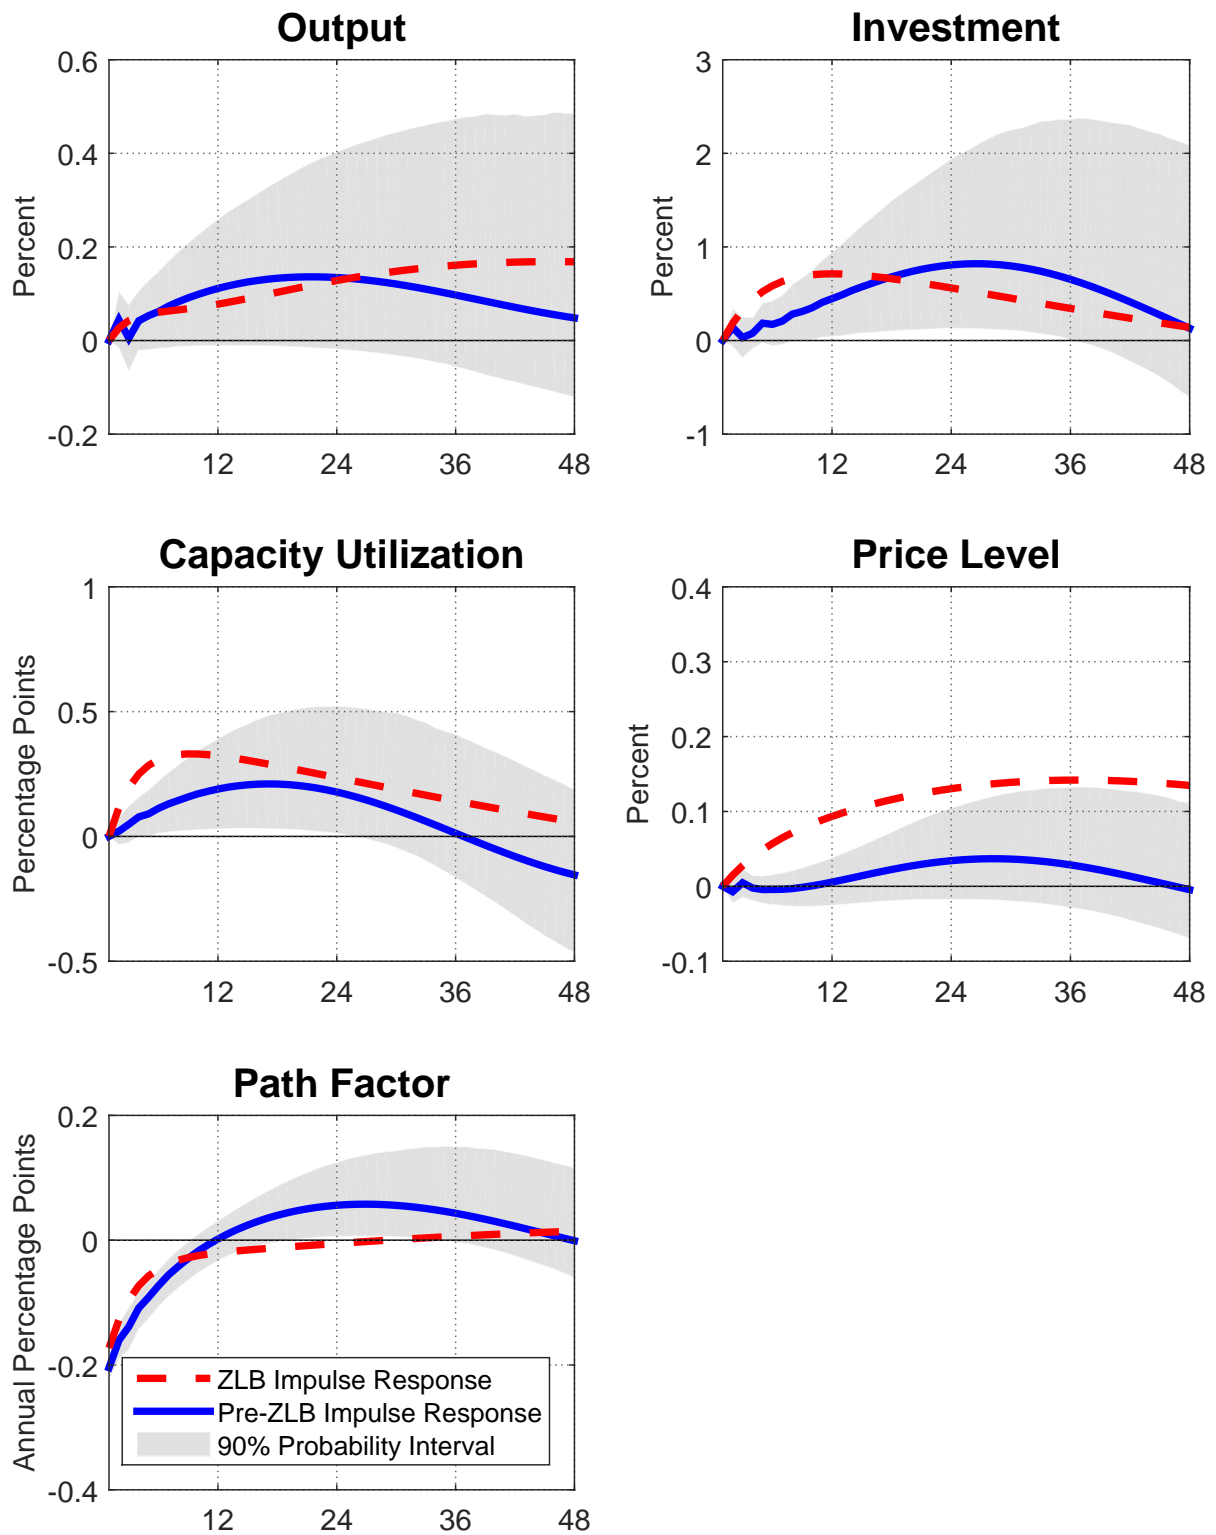 Output
Percent
0.6
0.4
0.2
0
-0.2
12 24 36 48
Investment
Percent
3
2
1
0
-1
12 24 36 48
Capacity Utilization
Percentage Points
1
0.5
0
-0.5
12 24 36 48
Price Level
Percent
0.4
0.3
0.2
0.1
0
-0.1
12 24 36 48
Path Factor
Annual Percentage Points
0.2
0
-0.2
-0.4
ZLB Impulse Response
Pre-ZLB Impulse Response
90% Probability Interval
12 24 36 48